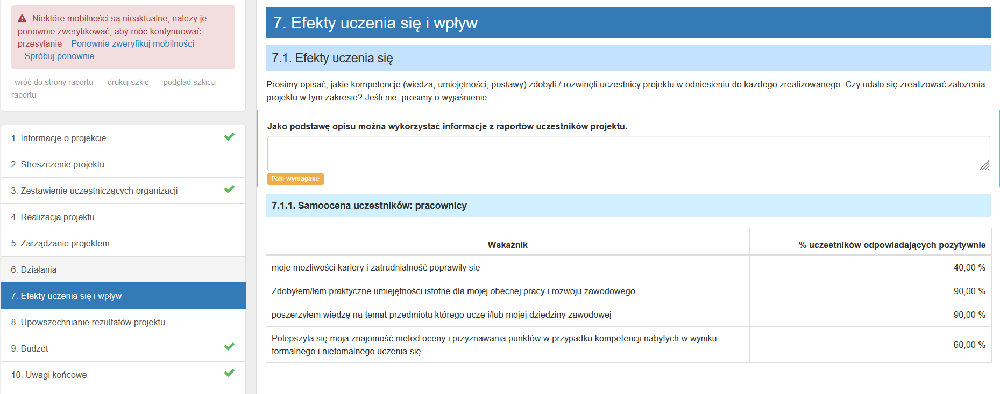 Niektóre mobilności są nieaktualne, należy je
ponownie zweryfikować, aby móc kontynuować
przesyłanie Ponownie zweryfikuj mobilności
Spróbuj ponownie
wróć do strony raportu · drukuj szkic · podgląd szkicu
raportu
1. Informacje o projekcie
2. Streszczenie projektu
3. Zestawienie uczestniczących organizacji
4. Realizacja projektu
5. Zarządzanie projektem
6. Działania
7. Efekty uczenia się i wpływ
8. Upowszechnianie rezultatów projektu
9. Budżet
10. Uwagi końcowe
7. Efekty uczenia się i wpływ
7.1. Efekty uczenia się
Prosimy opisać, jakie kompetencje (wiedza, umiejętności, postawy) zdobyli / rozwinęli uczestnicy projektu w odniesieniu do każdego zrealizowanego. Czy udało się zrealizować założenia
projektu w tym zakresie? Jeśli nie, prosimy o wyjaśnienie.
Jako podstawę opisu można wykorzystać informacje z raportów uczestników projektu.
Pole wymagane
7.1.1. Samoocena uczestników: pracownicy
Wskaźnik % uczestników odpowiadających pozytywnie
moje możliwości kariery i zatrudnialność poprawiły się 40,00 %
Zdobyłem/łam praktyczne umiejętności istotne dla mojej obecnej pracy i rozwoju zawodowego 90,00 %
poszerzyłem wiedzę na temat przedmiotu którego uczę i/lub mojej dziedziny zawodowej 90,00 %
Polepszyła się moja znajomość metod oceny i przyznawania punktów w przypadku kompetencji nabytych w wyniku
formalnego i niefomalnego uczenia się 60,00 %